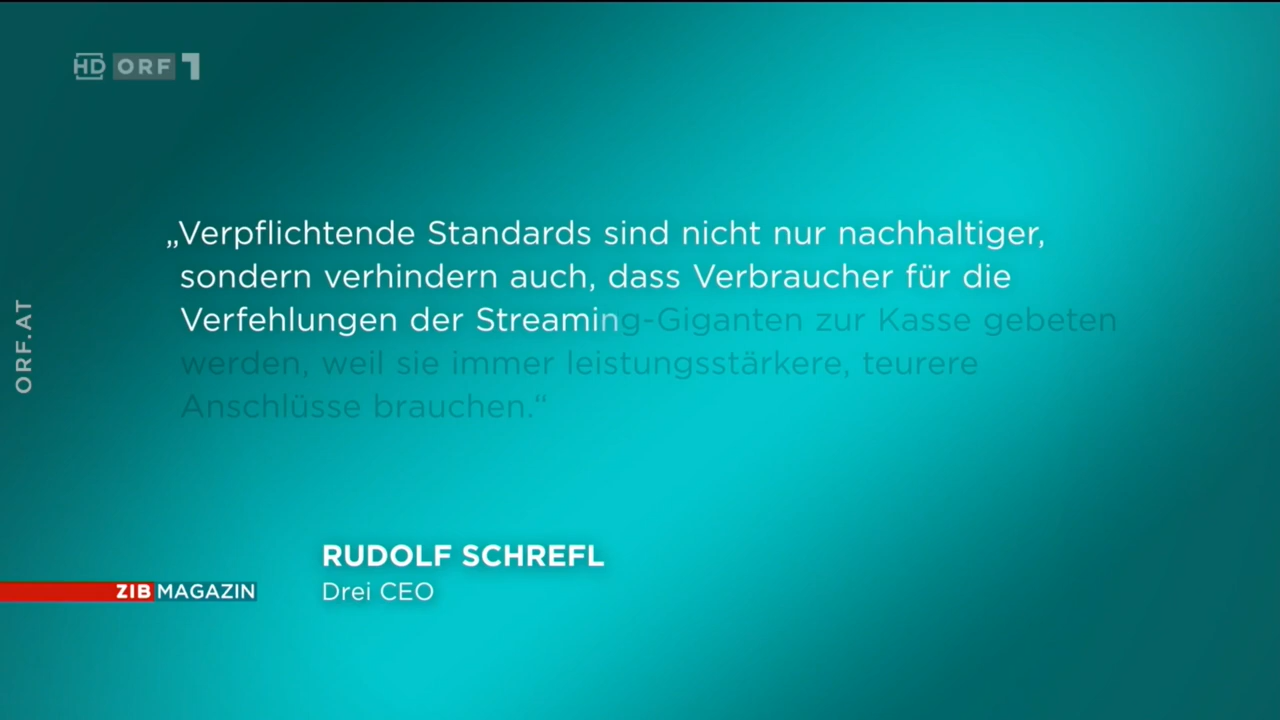 HD ORF 1
„Verpflichtende Standards sind nicht nur nachhaltiger,
sondern verhindern auch, dass Verbraucher für die
Verfehlungen der Streaming-Giganten zur Kasse gebeten
werden, weil sie immer leistungsstärkere, teurere
Anschlüsse brauchen.“
ORF.AT
RUDOLF SCHREFL
Drei CEO
ZIB MAGAZIN